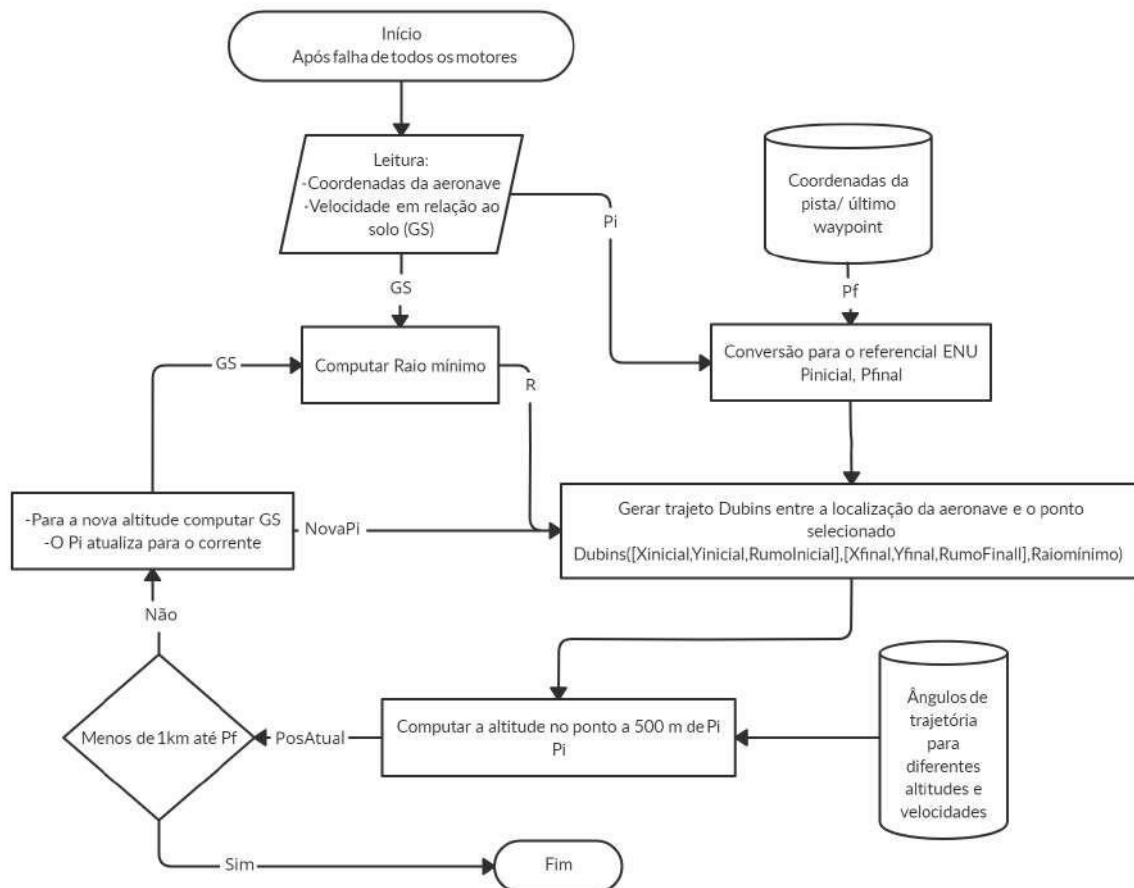 Início
Após falha de todos os motores
Leitura:
-Coordenadas da aeronave
-Velocidade em relação ao
solo (GS)
Pi
Coordenadas da
pista/ último
waypoint
GS
Pf
Computar Raio mínimo
Conversão para o referencial ENU
Pinicial, Pfinal
GS
R
-Para a nova altitude computar GS
-O Pi atualiza para o corrente
NovaPi
Gerar trajeto Dubins entre a localização da aeronave e o ponto
selecionado
Dubins([Xinicial,Yinicial,RumoInicial],[Xfinal,Yfinal,RumoFinall],Raiomínimo)
Não
Menos de 1km até Pf
PosAtual
Computar a altitude no ponto a 500 m de Pi
Pi
Ângulos de
trajetória
para
diferentes
altitudes e
velocidades
Sim
Fim